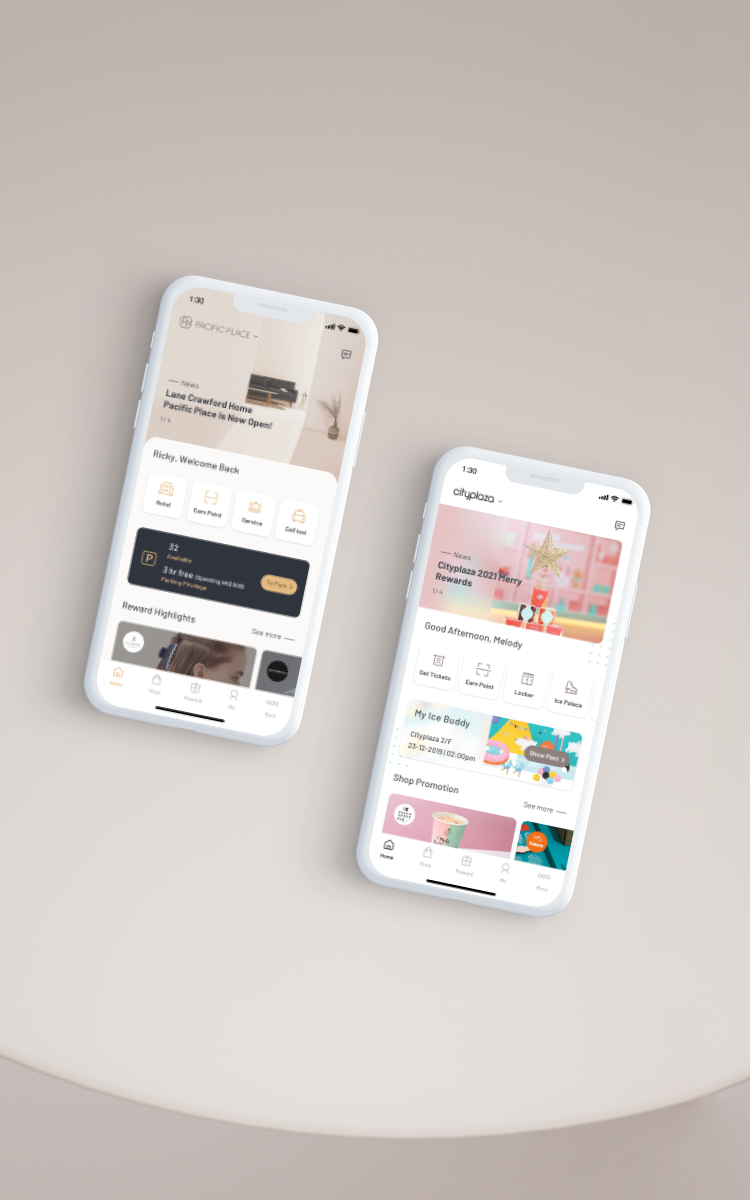 1:30
PACIFIC PLACE
News
Lane Crawford Home
Pacific Place Is Now Open!
1/4
Ricky, Welcome Back
Hotel
Earn Point
Service
Call taxi
P
32
Available
3 hr free (Spending HK$ 800)
Parking Privilege
To Park
Reward Highlights
See more
Home
Shop
Reward
Me
More
1:30
cityplaza
News
Cityplaza 2021 Merry
Rewards
1/4
Good Afternoon, Melody
Get Tickets
Earn Point
Locker
Ice Palace
My Ice Buddy
Cityplaza 2/F
23-12-2019 | 02:00pm
Show Pass
Shop Promotion
See more
Home
Shop
Reward
Me
More